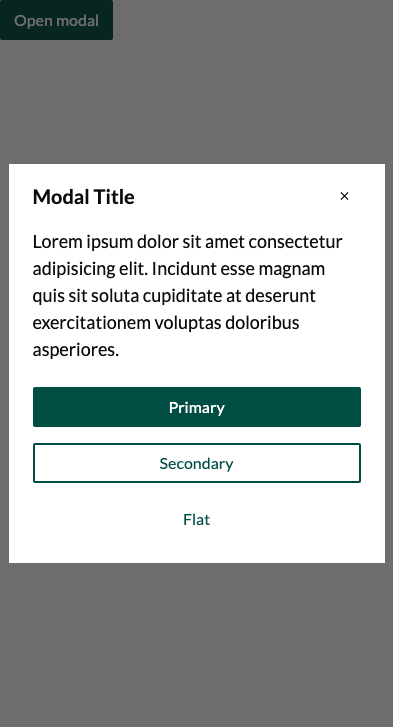 Open modal
Modal Title
×
Lorem ipsum dolor sit amet consectetur
adipisicing elit. Incidunt esse magnam
quis sit soluta cupiditate at deserunt
exercitationem voluptas doloribus
asperiores.
Primary
Secondary
Flat